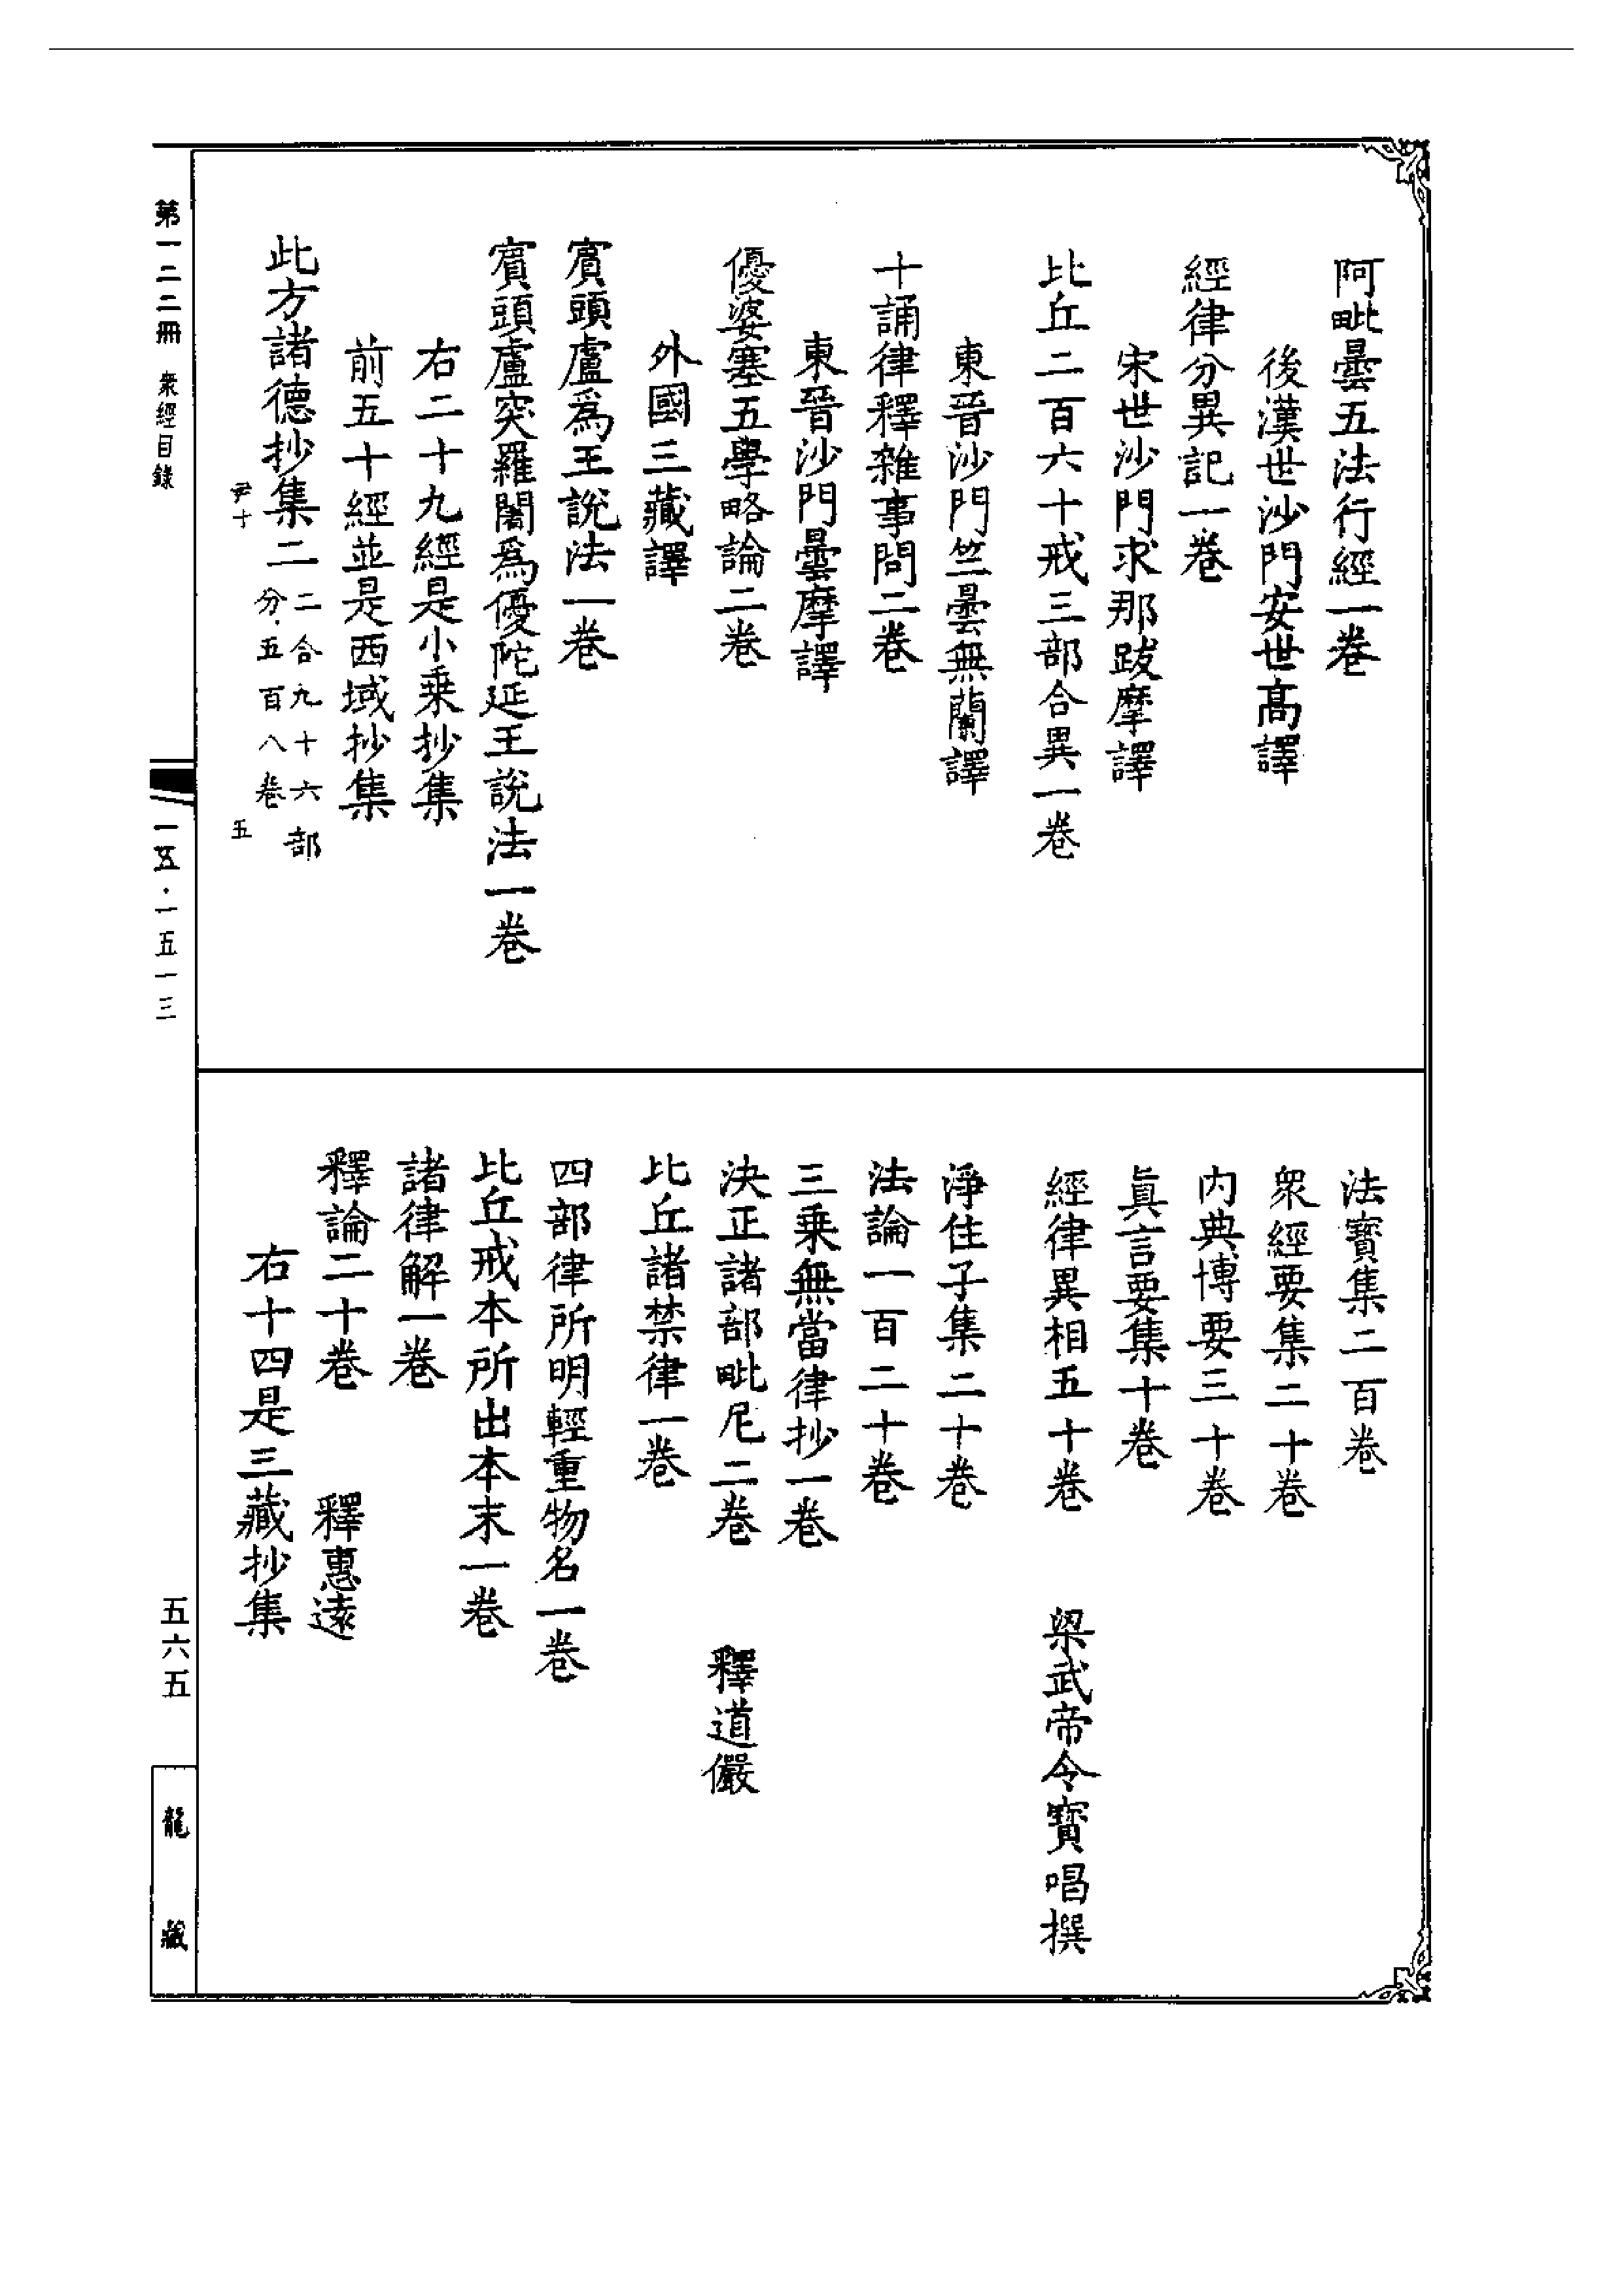 阿毗曇五法行經一卷
後漢世沙門安世高譯
經律分異記一卷
宋世沙門求那跋摩譯
比丘二百六十戒三部合異一卷
東晉沙門竺曇無蘭譯
十誦律釋雜事問二卷
東晉沙門曇摩譯
優婆塞五學略論二卷
外國三藏譯
賓頭盧爲王說法一卷
賓頭盧突羅闍爲優陀延王說法一卷
右二十九經是小乘抄集
前五十經並是西域抄集
此方諸德抄集二
二合九十六部
分五百八卷
尹十 五
法寶集二百卷
衆經要集二十卷
内典博要三十卷
眞言要集十卷
經律異相五十卷 梁武帝令寶唱撰
淨住子集二十卷
法論一百二十卷
三乘無當律抄一卷
決正諸部毗尼二卷 釋道儼
比丘諸禁律一卷
四部律所明輕重物名一卷
比丘戒本所出本末一卷
諸律解一卷
釋論二十卷 釋惠遠
右十四是三藏抄集
第一二二冊 衆經目錄
一五·一五一三
五六五
龍藏